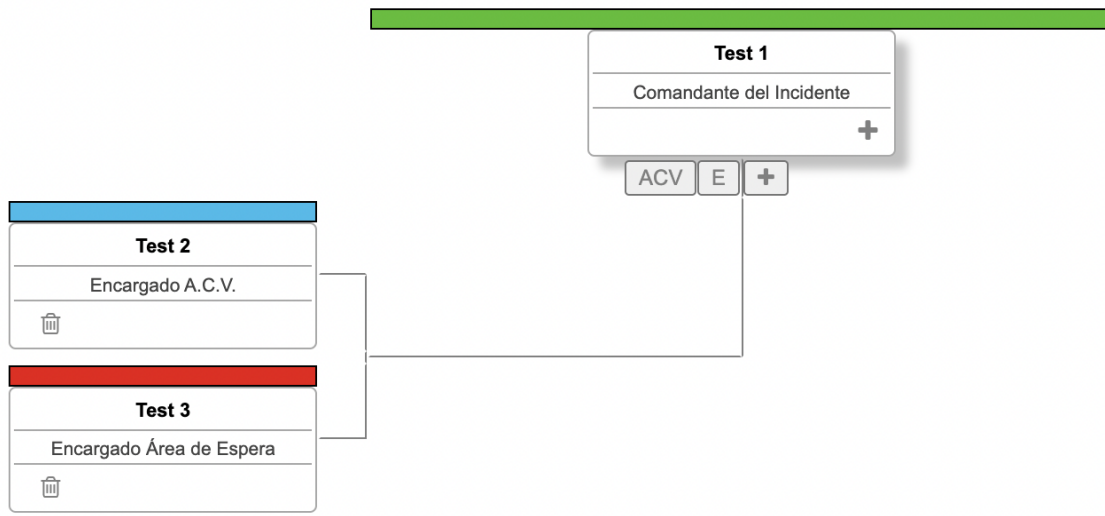 Test 1
Comandante del Incidente
ACV E
Test 2
Encargado A.C.V.
Test 3
Encargado Área de Espera